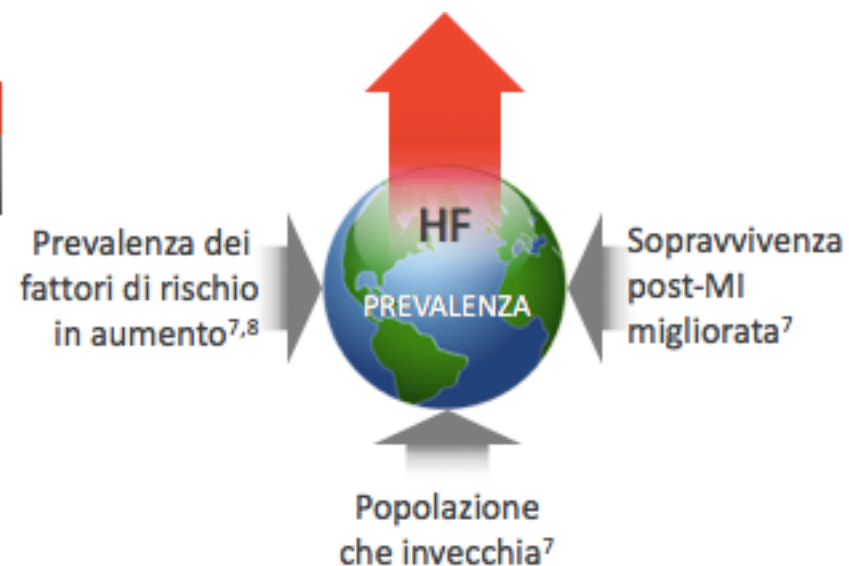 HF
PREVALENZA
Prevalenza dei
fattori di rischio
in aumento⁷,⁸
Sopravvivenza
post-MI
migliorata⁷
Popolazione
che invecchia⁷